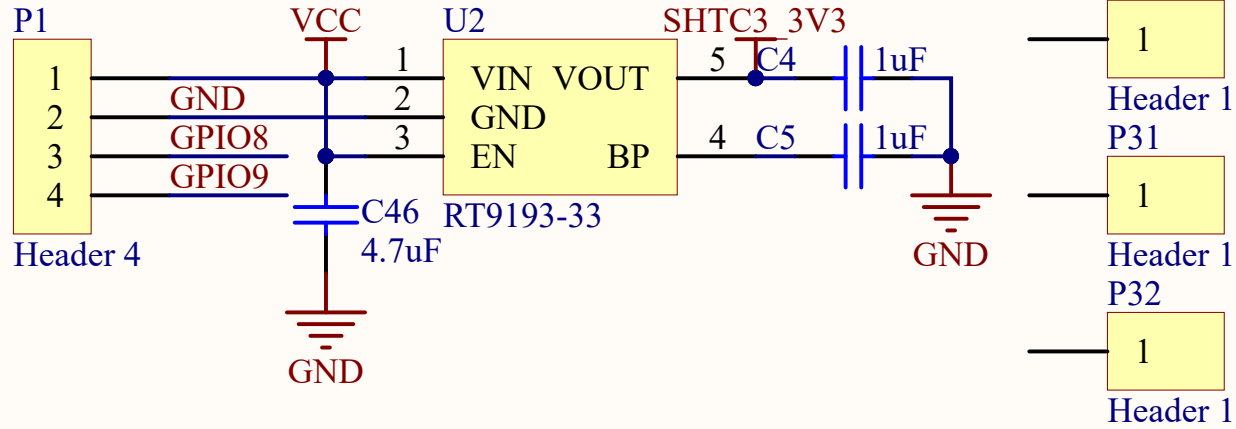 P1
1
2
3
4
Header 4
VCC
GND
GPIO8
GPIO9
C46
4.7uF
GND
U2
1
2
3
VIN VOUT
GND
EN BP
5
4
RT9193-33
SHTC3_3V3
C4 1uF
C5 1uF
GND
1
Header 1
P31
1
Header 1
P32
1
Header 1